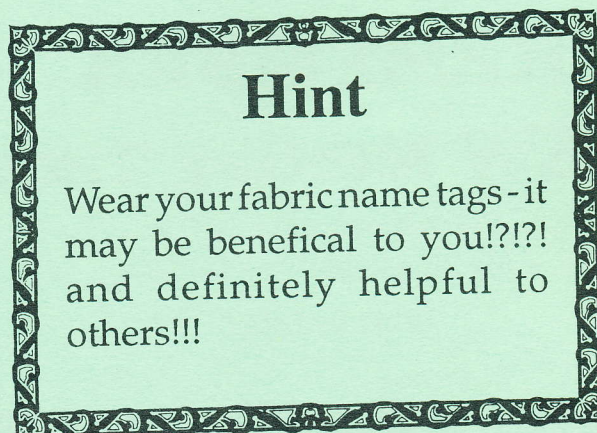 Hint
Wear your fabric name tags - it
may be benefical to you!?!?!
and definitely helpful to
others!!!